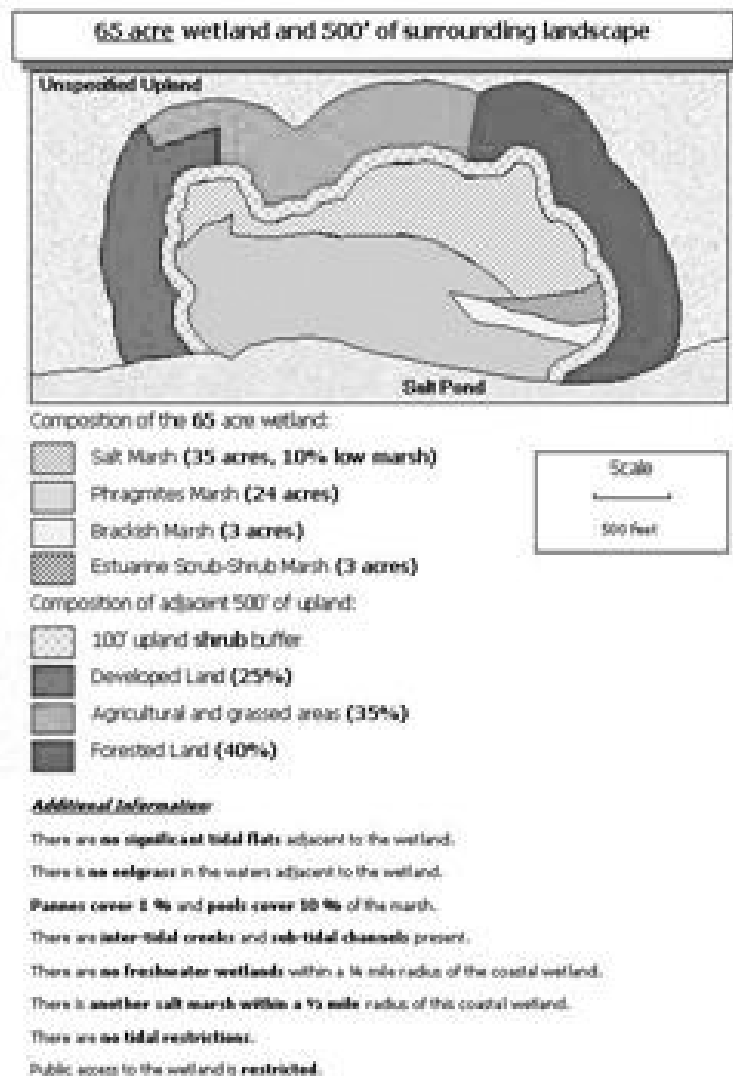 65 acre wetland and 500' of surrounding landscape
Unspecified Upland
Salt Pond
Composition of the 65 acre wetland:
Salt Marsh (35 acres, 10% low marsh)
Phragmites Marsh (24 acres)
Brackish Marsh (3 acres)
Estuarine Scrub-Shrub Marsh (3 acres)
Scale
500 feet
Composition of adjacent 500' of upland:
100' upland shrub buffer
Developed Land (25%)
Agricultural and grassed areas (35%)
Forested Land (40%)
Additional Information
There are no significant tidal flats adjacent to the wetland.
There is no eelgrass in the waters adjacent to the wetland.
Pannes cover % and pools cover 10 % of the marsh.
There are inter-tidal creeks and sub-tidal channels present.
There are no freshwater wetlands within a mile radius of the coastal wetland.
There is another salt marsh within a ½ mile radius of this coastal wetland.
There are no tidal restrictions.
Public access to the wetland is restricted.